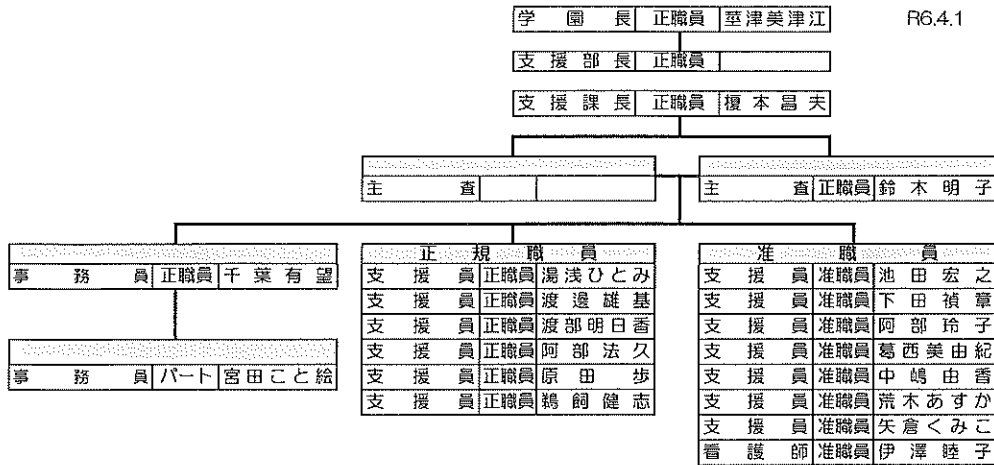 学園長 正職員 莖津美津江 R6.4.1
支援部長 正職員
支援課長 正職員 榎本昌夫
主査
主査 正職員 鈴木明子
事務員 正職員 千葉有望
事務員 パート 宮田こと絵
正規職員
支援員 正職員 湯浅ひとみ
支援員 正職員 渡邊雄基
支援員 正職員 渡部明日香
支援員 正職員 阿部法久
支援員 正職員 原田歩
支援員 正職員 鵜飼健志
准職員
支援員 准職員 池田宏之
支援員 准職員 下田禎章
支援員 准職員 阿部玲子
支援員 准職員 葛西美由紀
支援員 准職員 中嶋由香
支援員 准職員 荒木あすか
支援員 准職員 矢倉くみこ
看護師 准職員 伊澤睦子